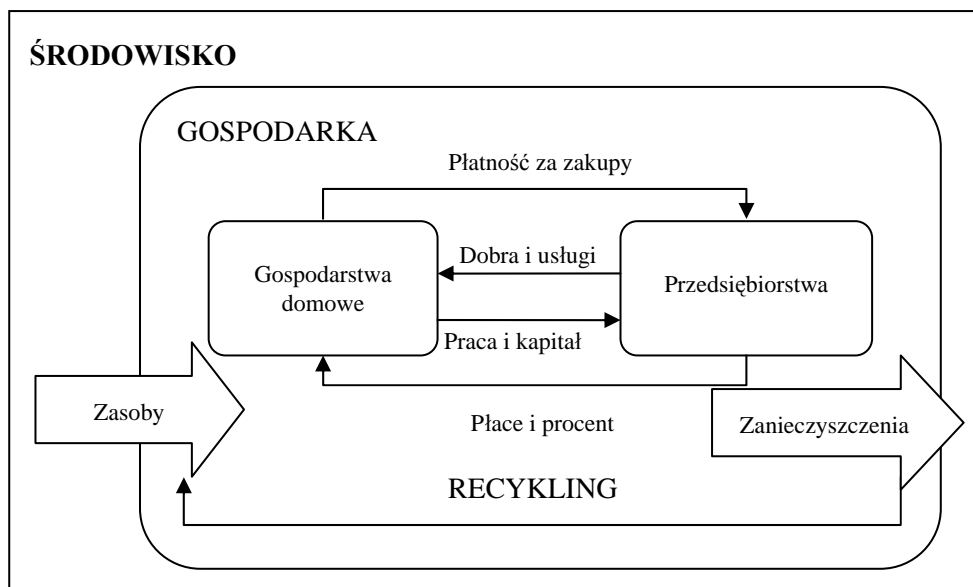 ŚRODOWISKO
GOSPODARKA
Płatność za zakupy
Gospodarstwa
domowe
Dobra i usługi
Przedsiębiorstwa
Praca i kapitał
Zasoby
Płace i procent
Zanieczyszczenia
RECYKLING